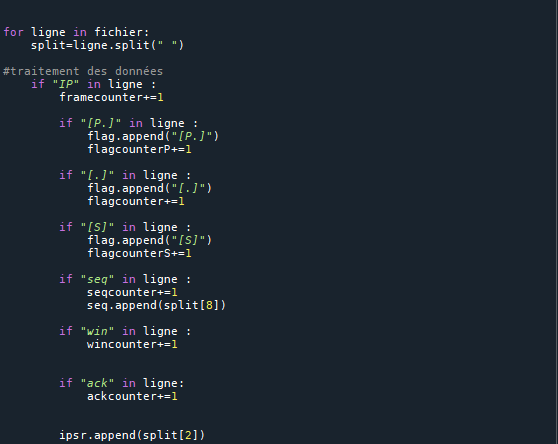 for ligne in fichier:
    split=ligne.split(" ")
#traitement des données
    if "IP" in ligne :
        framecounter+=1
        if "[P.]" in ligne :
            flag.append("[P.]")
            flagcounterP+=1
        if "[.]" in ligne :
            flag.append("[.]")
            flagcounter+=1
        if "[S]" in ligne :
            flag.append("[S]")
            flagcounterS+=1
        if "seq" in ligne :
            seqcounter+=1
            seq.append(split[8])
        if "win" in ligne :
            wincounter+=1
        if "ack" in ligne:
            ackcounter+=1
        ipsr.append(split[2])